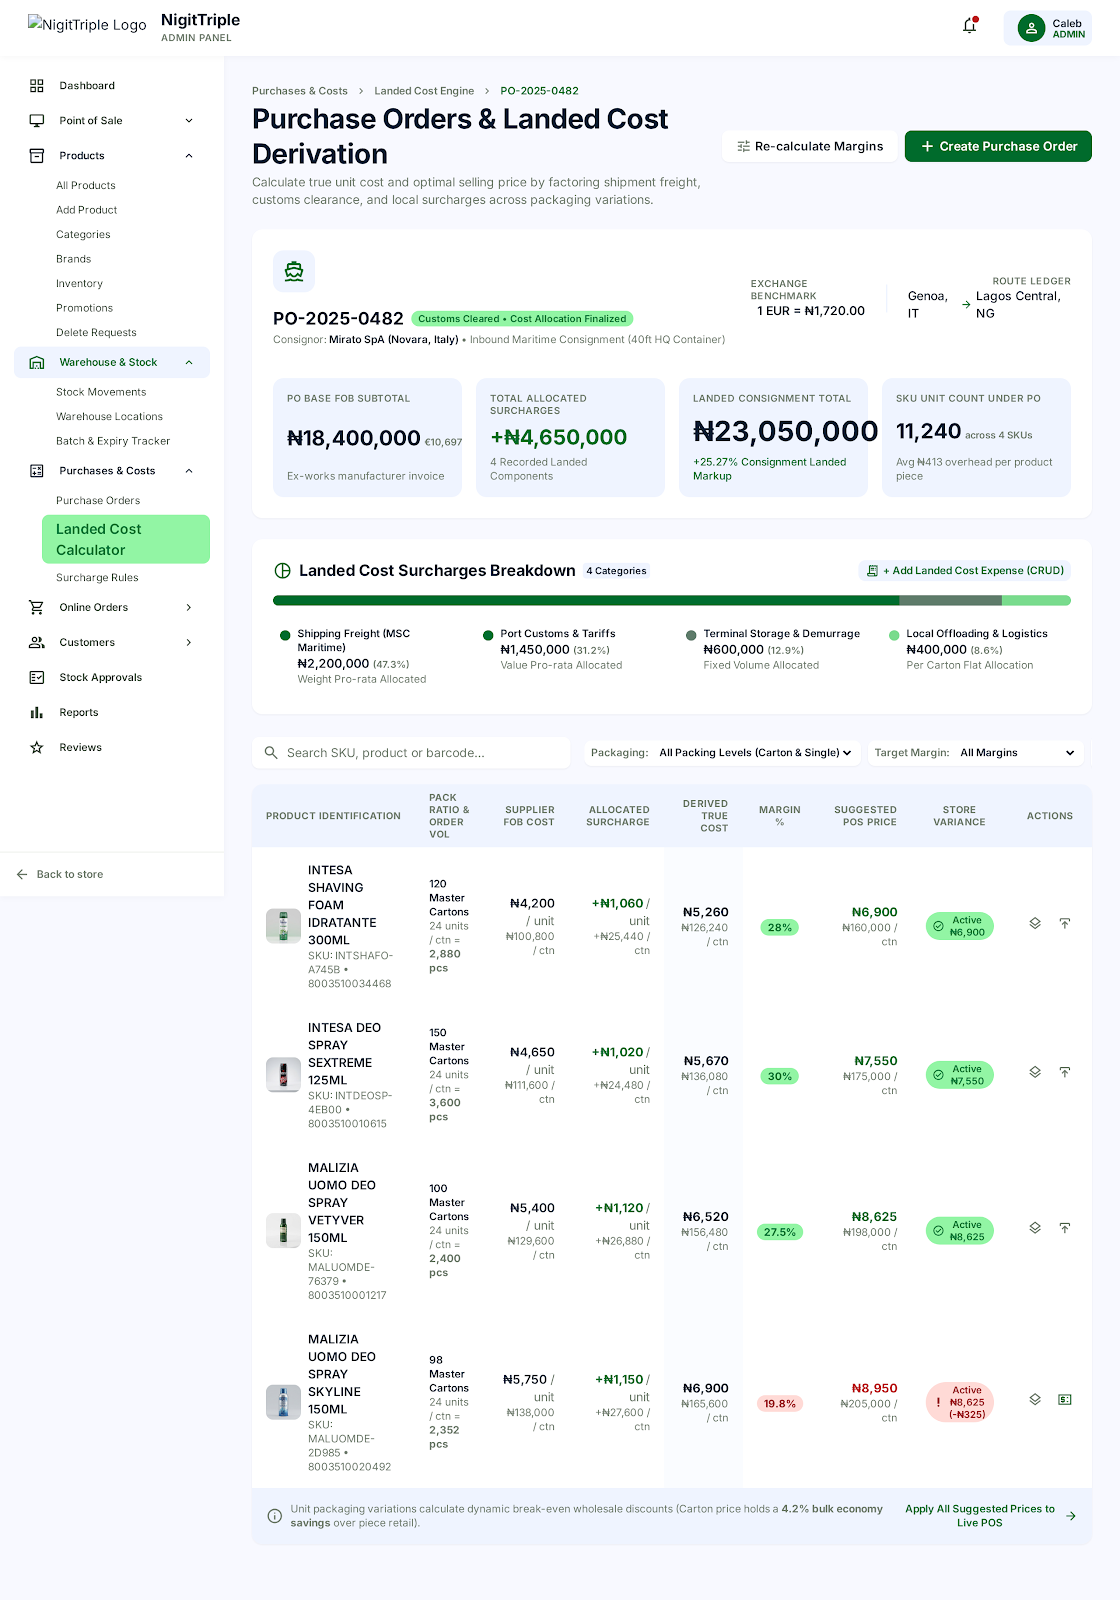 NigitTriple Logo
NigitTriple
ADMIN PANEL
Caleb
ADMIN
Dashboard
Point of Sale
Products
All Products
Add Product
Categories
Brands
Inventory
Promotions
Delete Requests
Warehouse & Stock
Stock Movements
Warehouse Locations
Batch & Expiry Tracker
Purchases & Costs
Purchase Orders
Landed Cost
Calculator
Surcharge Rules
Online Orders
Customers
Stock Approvals
Reports
Reviews
Back to store
Purchases & Costs > Landed Cost Engine > PO-2025-0482
Purchase Orders & Landed Cost
Derivation
Calculate true unit cost and optimal selling price by factoring shipment freight,
customs clearance, and local surcharges across packaging variations.
Re-calculate Margins
Create Purchase Order
PO-2025-0482
Customs Cleared • Cost Allocation Finalized
Consignor: Mirato SpA (Novara, Italy) • Inbound Maritime Consignment (40ft HQ Container)
EXCHANGE
BENCHMARK
1 EUR = ₦1,720.00
ROUTE LEDGER
Genoa,
IT
→
Lagos Central,
NG
PO BASE FOB SUBTOTAL
₦18,400,000 €10,697
Ex-works manufacturer invoice
TOTAL ALLOCATED
SURCHARGES
+₦4,650,000
4 Recorded Landed
Components
LANDED CONSIGNMENT TOTAL
₦23,050,000
+25.27% Consignment Landed
Markup
SKU UNIT COUNT UNDER PO
11,240 across 4 SKUs
Avg ₦413 overhead per product
piece
Landed Cost Surcharges Breakdown
4 Categories
+ Add Landed Cost Expense (CRUD)
Shipping Freight (MSC
Maritime)
₦2,200,000 (47.3%)
Weight Pro-rata Allocated
Port Customs & Tariffs
₦1,450,000 (31.2%)
Value Pro-rata Allocated
Terminal Storage & Demurrage
₦600,000 (12.9%)
Fixed Volume Allocated
Local Offloading & Logistics
₦400,000 (8.6%)
Per Carton Flat Allocation
Search SKU, product or barcode...
Packaging: All Packing Levels (Carton & Single)
Target Margin: All Margins
PRODUCT IDENTIFICATION
PACK
RATIO &
ORDER
VOL
SUPPLIER
FOB COST
ALLOCATED
SURCHARGE
DERIVED
TRUE
COST
MARGIN
%
SUGGESTED
POS PRICE
STORE
VARIANCE
ACTIONS
INTESA
SHAVING
FOAM
IDRATANTE
300ML
SKU: INTSHAFO-
A745B •
8003510034468
120
Master
Cartons
24 units
/ ctn =
2,880
pcs
₦4,200
/ unit
₦100,800
/ ctn
+₦1,060 /
unit
+₦25,440 /
ctn
₦5,260
₦126,240
/ ctn
28%
₦6,900
₦160,000 /
ctn
Active
₦6,900
INTESA DEO
SPRAY
SEXTREME
125ML
SKU: INTDEOSP-
4EB00 •
8003510010615
150
Master
Cartons
24 units
/ ctn =
3,600
pcs
₦4,650
/ unit
₦111,600 /
ctn
+₦1,020 /
unit
+₦24,480 /
ctn
₦5,670
₦136,080
/ ctn
30%
₦7,550
₦175,000 /
ctn
Active
₦7,550
MALIZIA
UOMO DEO
SPRAY
VETYVER
150ML
SKU:
MALUOMDE-
76379 •
8003510001217
100
Master
Cartons
24 units
/ ctn =
2,400
pcs
₦5,400
/ unit
₦129,600
/ ctn
+₦1,120 /
unit
+₦26,880 /
ctn
₦6,520
₦156,480
/ ctn
27.5%
₦8,625
₦198,000 /
ctn
Active
₦8,625
MALIZIA
UOMO DEO
SPRAY
SKYLINE
150ML
SKU:
MALUOMDE-
2D985 •
8003510020492
98
Master
Cartons
24 units
/ ctn =
2,352
pcs
₦5,750 /
unit
₦138,000
/ ctn
+₦1,150 /
unit
+₦27,600 /
ctn
₦6,900
₦165,600
/ ctn
19.8%
₦8,950
₦205,000 /
ctn
Active
₦8,625
(-₦325)
Unit packaging variations calculate dynamic break-even wholesale discounts (Carton price holds a 4.2% bulk economy
savings over piece retail).
Apply All Suggested Prices to
Live POS